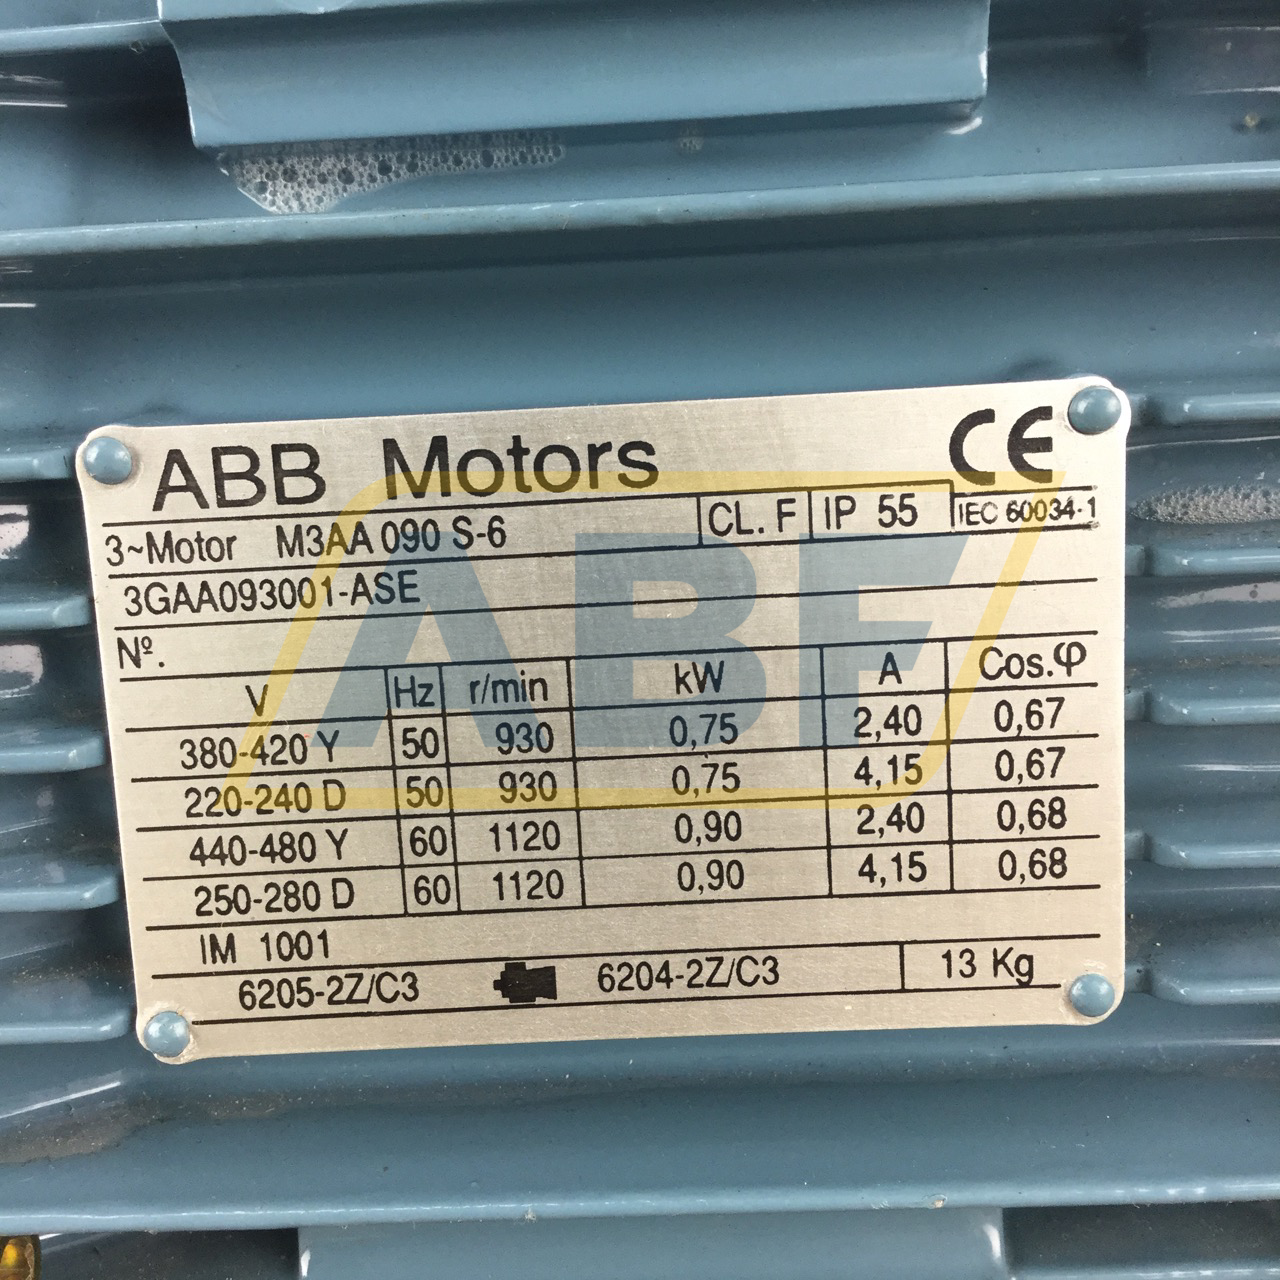 ABB Motors CE
3~Motor M3AA 090 S-6 CL. F IP 55 IEC 60034-1
3GAA093001-ASE
Nº.
V Hz r/min kW A Cos.φ
380-420 Y 50 930 0,75 2,40 0,67
220-240 D 50 930 0,75 4,15 0,67
440-480 Y 60 1120 0,90 2,40 0,68
250-280 D 60 1120 0,90 4,15 0,68
IM 1001
6205-2Z/C3 6204-2Z/C3 13 Kg
ABF